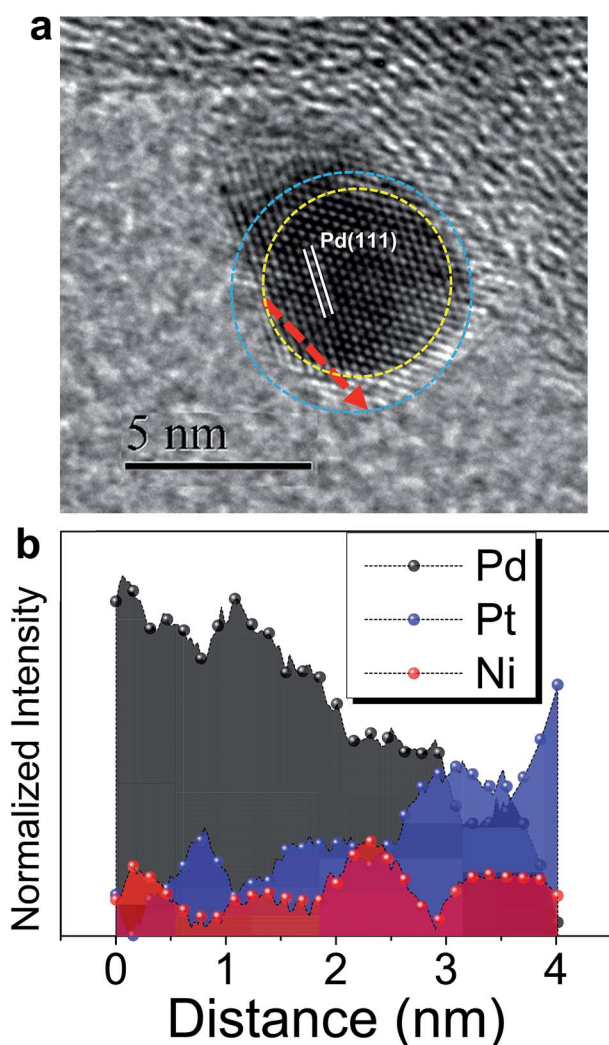 a
Pd(111)
5 nm
b
Pd
Pt
Ni
Normalized Intensity
0 1 2 3 4
Distance (nm)